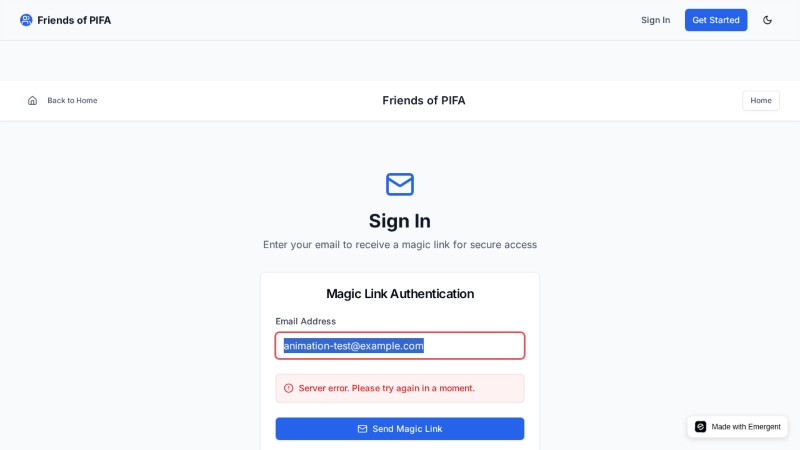 Friends of PIFA
Sign In
Get Started
Back to Home
Friends of PIFA
Home
Sign In
Enter your email to receive a magic link for secure access
Magic Link Authentication
Email Address
animation-test@example.com
Server error. Please try again in a moment.
Send Magic Link
Made with Emergent